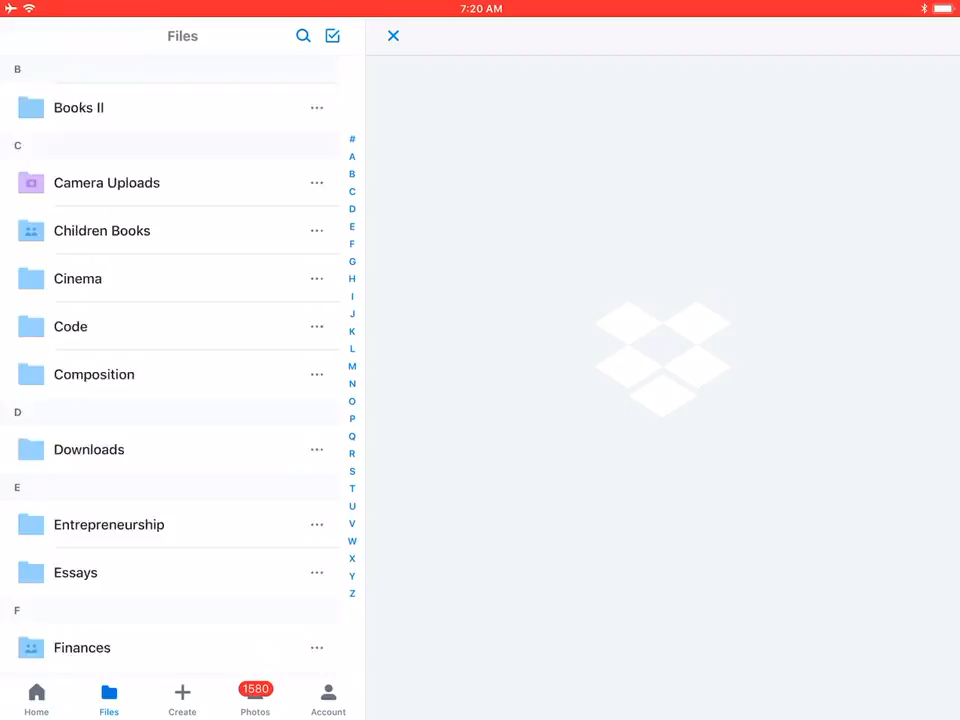 7:20 AM
Files
B
Books II
C
Camera Uploads
Children Books
Cinema
Code
Composition
D
Downloads
E
Entrepreneurship
Essays
F
Finances
#
A
B
C
D
E
F
G
H
I
J
K
L
M
N
O
P
Q
R
S
T
U
V
W
X
Y
Z
1580
Home
Files
Create
Photos
Account